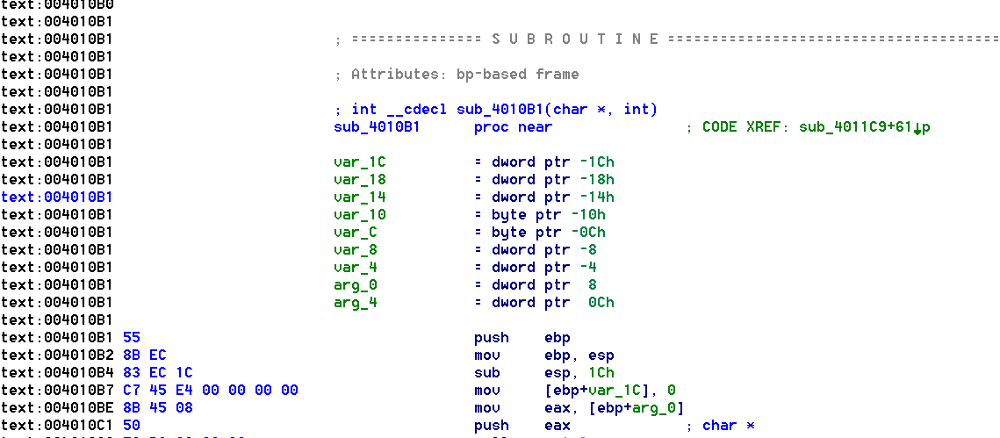 text:004010B0
text:004010B1
text:004010B1 ; =============== S U B R O U T I N E =======================================
text:004010B1
text:004010B1 ; Attributes: bp-based frame
text:004010B1
text:004010B1 ; int __cdecl sub_4010B1(char *, int)
text:004010B1 sub_4010B1 proc near ; CODE XREF: sub_4011C9+61↓p
text:004010B1
text:004010B1 var_1C = dword ptr -1Ch
text:004010B1 var_18 = dword ptr -18h
text:004010B1 var_14 = dword ptr -14h
text:004010B1 var_10 = byte ptr -10h
text:004010B1 var_C = byte ptr -0Ch
text:004010B1 var_8 = dword ptr -8
text:004010B1 var_4 = dword ptr -4
text:004010B1 arg_0 = dword ptr 8
text:004010B1 arg_4 = dword ptr 0Ch
text:004010B1
text:004010B1 55 push ebp
text:004010B2 8B EC mov ebp, esp
text:004010B4 83 EC 1C sub esp, 1Ch
text:004010B7 C7 45 E4 00 00 00 00 mov [ebp+var_1C], 0
text:004010BE 8B 45 08 mov eax, [ebp+arg_0]
text:004010C1 50 push eax ; char *